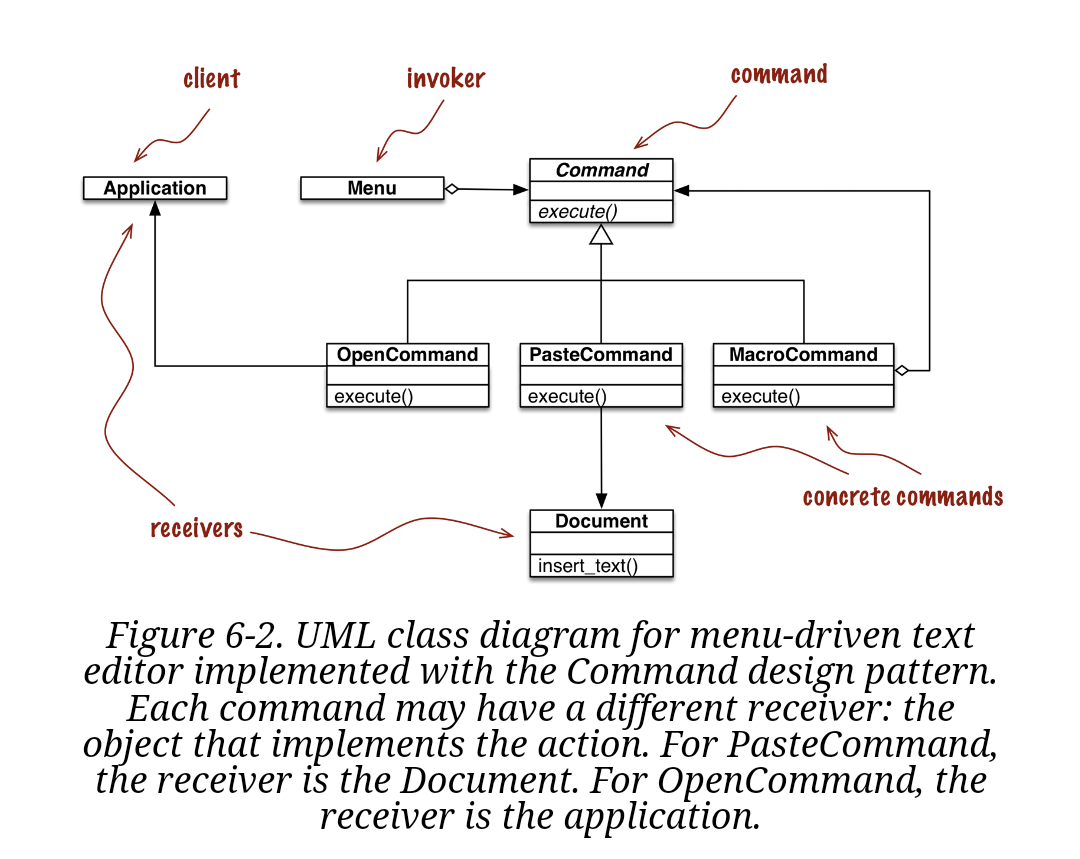 client
invoker
command
Application
Menu
Command
execute()
OpenCommand
execute()
PasteCommand
execute()
MacroCommand
execute()
concrete commands
receivers
Document
insert_text()
Figure 6-2. UML class diagram for menu-driven text
editor implemented with the Command design pattern.
Each command may have a different receiver: the
object that implements the action. For PasteCommand,
the receiver is the Document. For OpenCommand, the
receiver is the application.